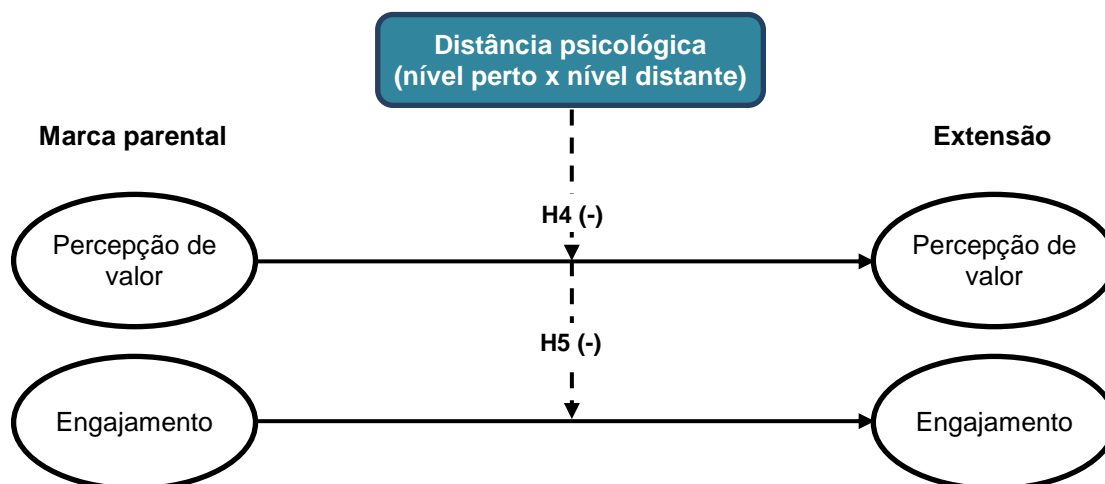 Distância psicológica
(nível perto x nível distante)
Marca parental
Extensão
H4 (-)
Percepção de
valor
Percepção de
valor
H5 (-)
Engajamento
Engajamento